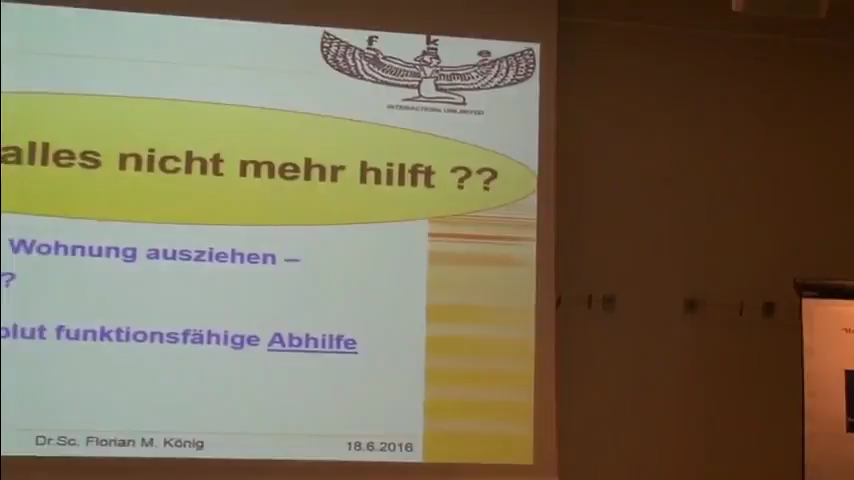 f k e
INTERACTIONS UNLIMITED
alles nicht mehr hilft ??
Wohnung ausziehen –
?
olut funktionsfähige Abhilfe
Dr.Sc. Florian M. König 18.6.2016